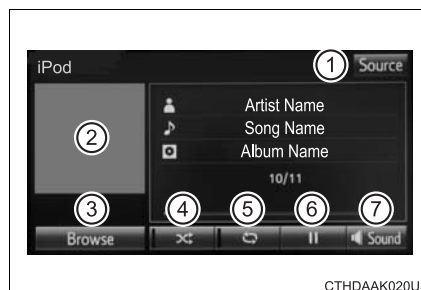 iPod
1 Source
Artist Name
2 Song Name
Album Name
10/11
3 4 5 6 7
Browse Sound
CTHDAAK020U